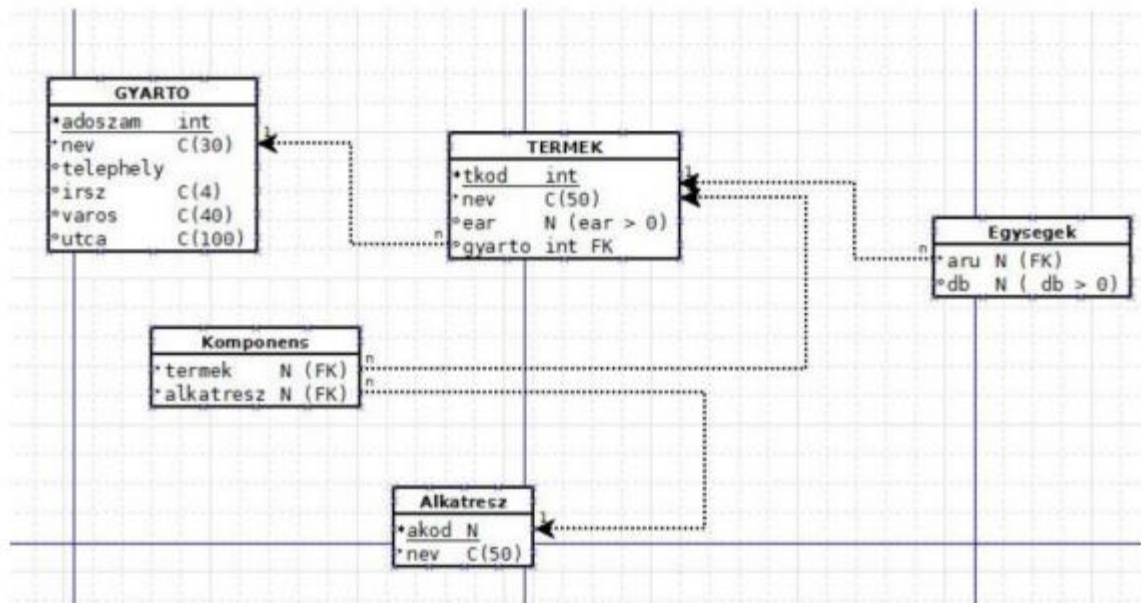 GYARTO
adoszam int
nev C(30)
telephely
irsz C(4)
varos C(40)
utca C(100)
1
n
TERMEK
tkod int
nev C(50)
ear N (ear > 0)
gyarto int FK
1
n
Egysegek
aru N (FK)
db N ( db > 0)
Komponens
termek N (FK)
alkatresz N (FK)
n
n
Alkatresz
akod N
nev C(50)
1